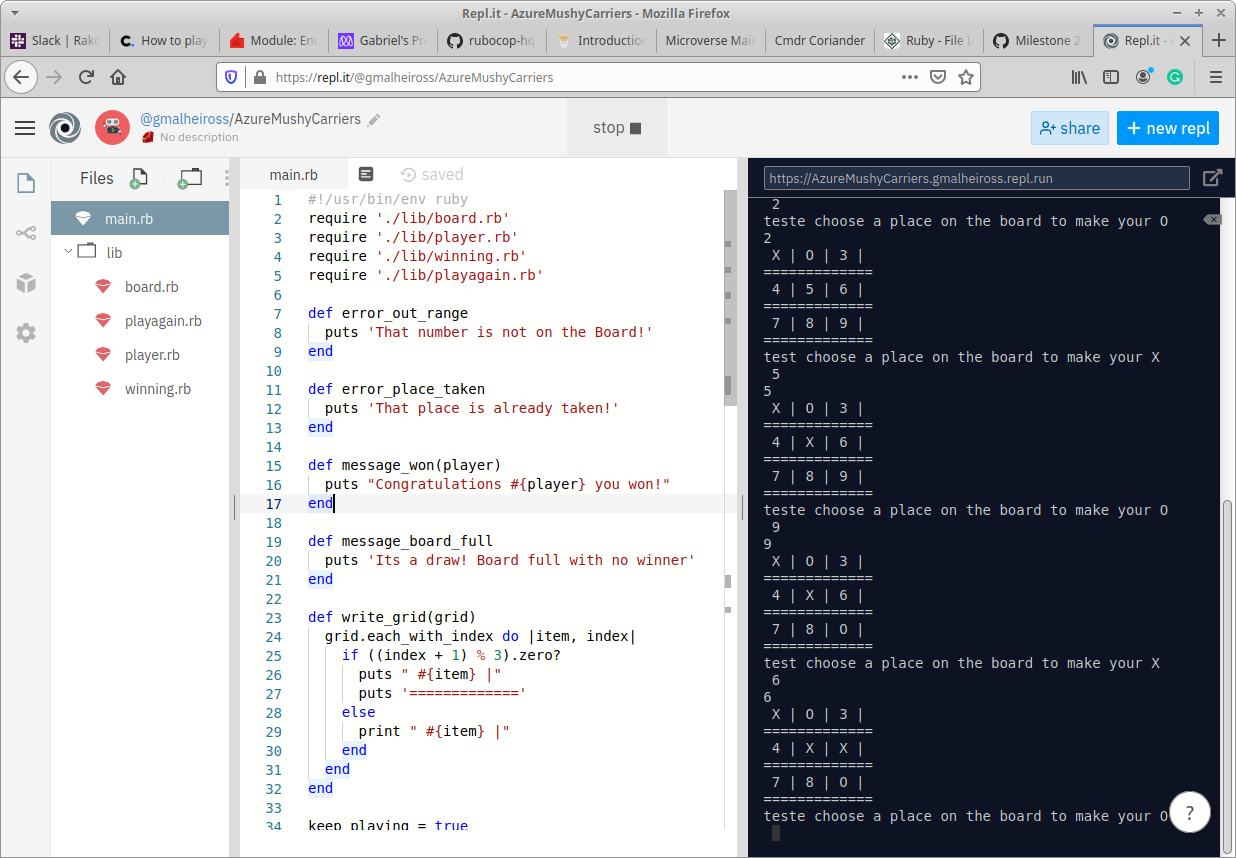 Repl.it - AzureMushyCarriers - Mozilla Firefox
Slack | Rak
How to play
Module: En
Gabriel's Pr
rubocop-hq
Introduction
Microverse Mai
Cmdr Coriander
Ruby - File I
Milestone 2
Repl.it - A
https://repl.it/@gmalheiross/AzureMushyCarriers
@gmalheiross/AzureMushyCarriers
No description
stop
share
+ new repl
Files
main.rb
lib
board.rb
playagain.rb
player.rb
winning.rb
main.rb
saved
1 #!/usr/bin/env ruby
2 require './lib/board.rb'
3 require './lib/player.rb'
4 require './lib/winning.rb'
5 require './lib/playagain.rb'
6
7 def error_out_range
8   puts 'That number is not on the Board!'
9 end
10
11 def error_place_taken
12   puts 'That place is already taken!'
13 end
14
15 def message_won(player)
16   puts "Congratulations #{player} you won!"
17 end
18
19 def message_board_full
20   puts 'Its a draw! Board full with no winner'
21 end
22
23 def write_grid(grid)
24   grid.each_with_index do |item, index|
25     if ((index + 1) % 3).zero?
26       puts " #{item} |"
27       puts '============='
28     else
29       print " #{item} |"
30     end
31   end
32 end
33
34 keep_playing = true
https://AzureMushyCarriers.gmalheiross.repl.run
 2
teste choose a place on the board to make your O
2
 X | O | 3 |
=============
 4 | 5 | 6 |
=============
 7 | 8 | 9 |
=============
test choose a place on the board to make your X
 5
5
 X | O | 3 |
=============
 4 | X | 6 |
=============
 7 | 8 | 9 |
=============
teste choose a place on the board to make your O
 9
9
 X | O | 3 |
=============
 4 | X | 6 |
=============
 7 | 8 | O |
=============
test choose a place on the board to make your X
 6
6
 X | O | 3 |
=============
 4 | X | X |
=============
 7 | 8 | O |
=============
teste choose a place on the board to make your O
?